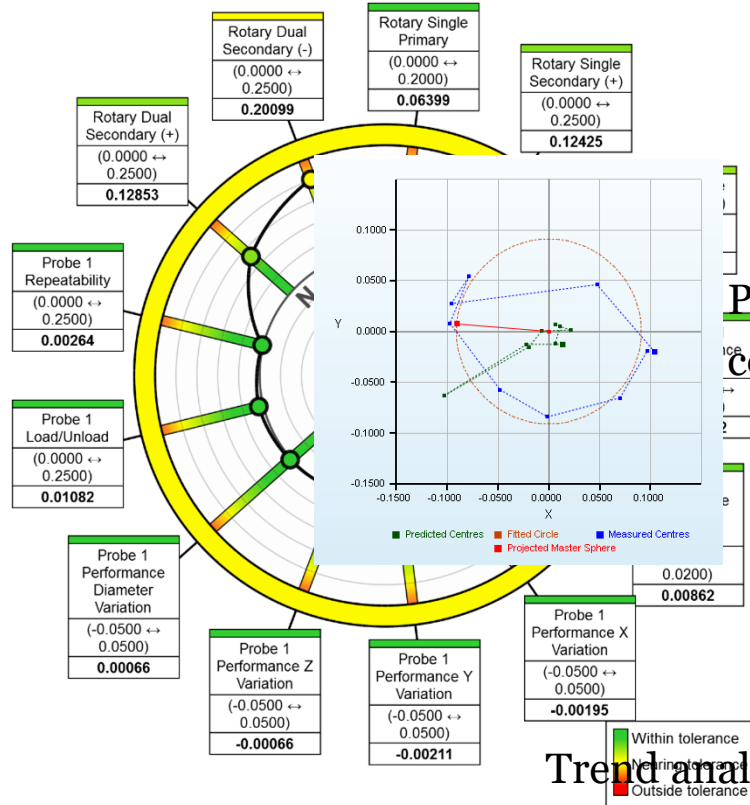 Rotary Dual
Secondary (-)
(0.0000 ↔
0.2500)
0.20099
Rotary Single
Primary
(0.0000 ↔
0.2000)
0.06399
Rotary Single
Secondary (+)
(0.0000 ↔
0.2500)
0.12425
Rotary Dual
Secondary (+)
(0.0000 ↔
0.2500)
0.12853
Probe 1
Repeatability
(0.0000 ↔
0.2500)
0.00264
Probe 1
Load/Unload
(0.0000 ↔
0.2500)
0.01082
Probe 1
Performance
Diameter
Variation
(-0.0500 ↔
0.0500)
0.00066
Probe 1
Performance Z
Variation
(-0.0500 ↔
0.0500)
-0.00066
Probe 1
Performance Y
Variation
(-0.0500 ↔
0.0500)
-0.00211
Probe 1
Performance X
Variation
(-0.0500 ↔
0.0500)
-0.00195
0.0200)
0.00862
N
P
co
0.1000
0.0500
Y
0.0000
-0.0500
-0.1000
-0.1500
-0.1500
-0.1000
-0.0500
0.0000
0.0500
0.1000
X
Predicted Centres
Fitted Circle
Measured Centres
Projected Master Sphere
Within tolerance
Nearing tolerance
Outside tolerance
Trend anal